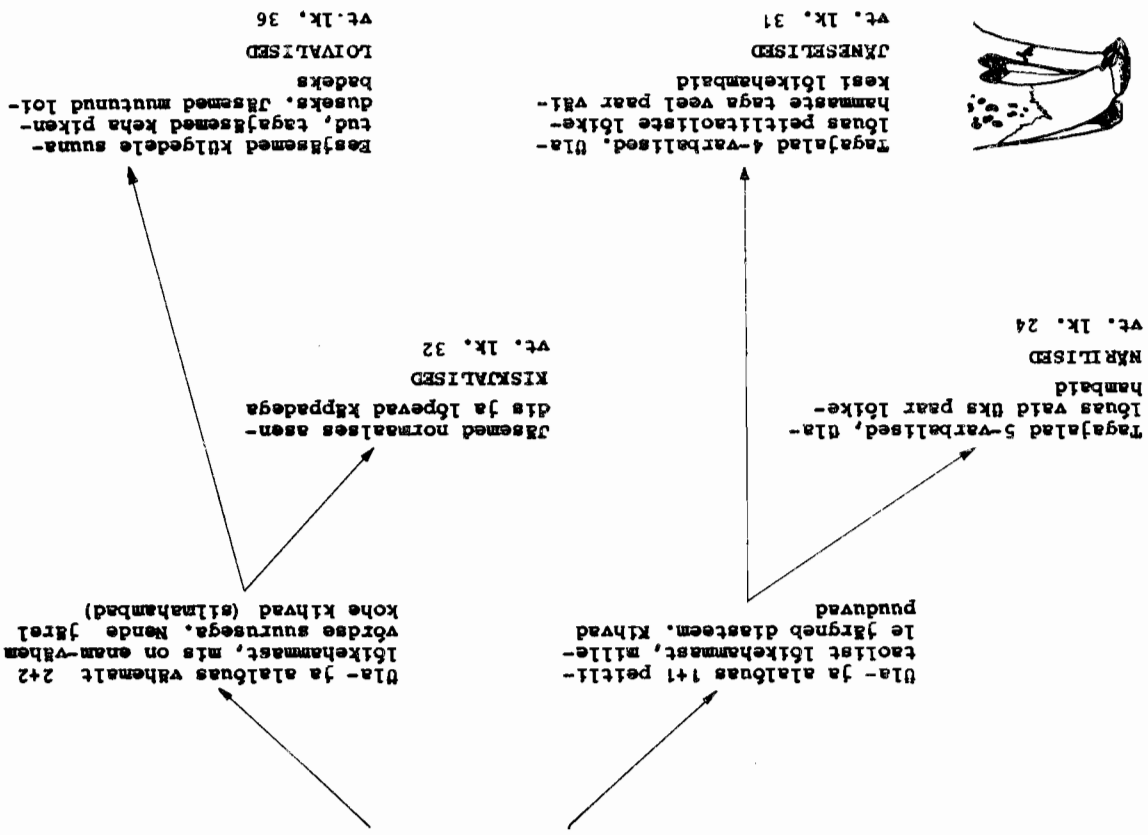 Üla- ja alalõuas 1+1 peitli-
taolist lõikehammast, mille-
le järgneb diasteem. Kihvad
puuduvad
Üla- ja alalõuas vähemalt 2+2
lõikehammast, mis on enam-vähem
võrdse suurusega. Nende järel
kohe kihvad (silmahambad)
Tagajalad 5-varbalised, Üla-
lõuas vaid üks paar lõike-
hambaid
NÄRILISED
vt. lk. 24
Jäsemed normaalses asen-
dis ja lõpevad käppadega
KISKJALISED
vt. lk. 32
Tagajalad 4-varbalised. Üla-
lõuas peitlitaoliste lõike-
hammaste taga veel paar väi-
kesi lõikehambaid
JÄNESELISED
vt. lk. 31
Eesjäsemed külgedele suuna-
tud, tagajäsemed keha piken-
duseks. Jäsemed muutunud loi-
badeks
LOIVALISED
vt.lk. 36